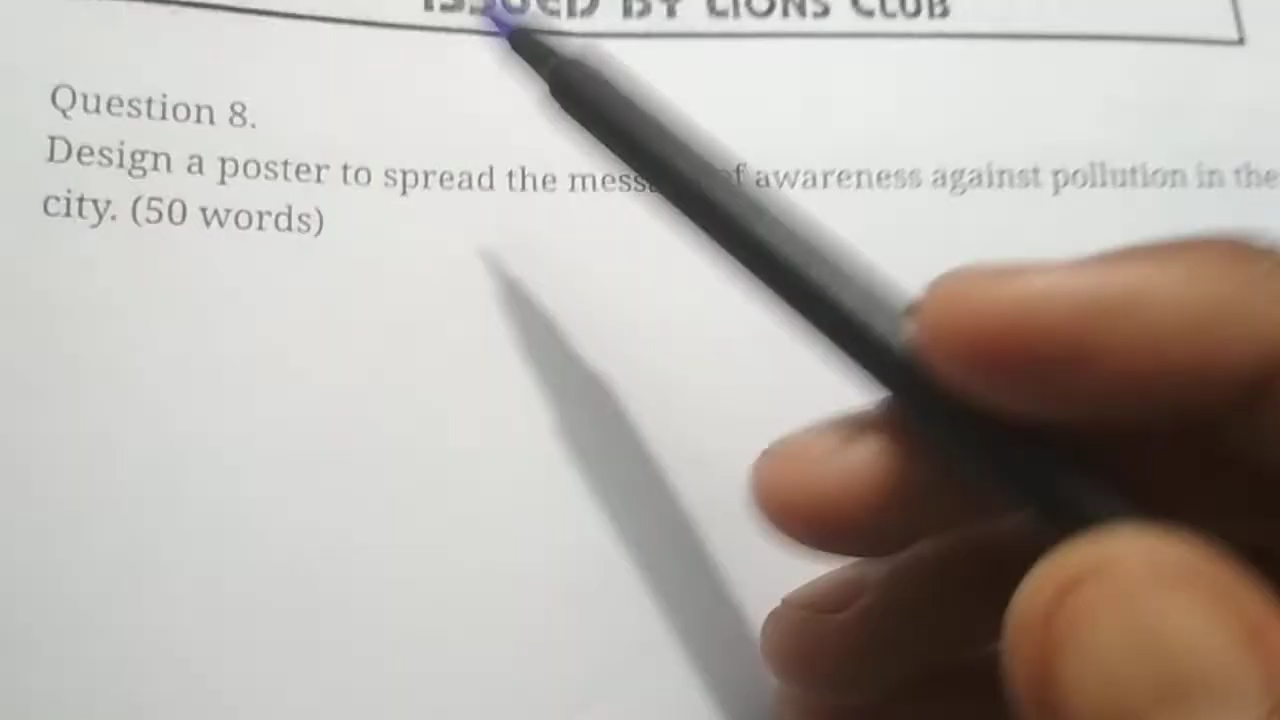 ISSUED BY LIONS CLUB
Question 8.
Design a poster to spread the of awareness against pollution in the
city. (50 words)